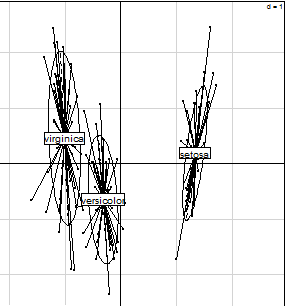 d = 1
virginica
setosa
versicolor